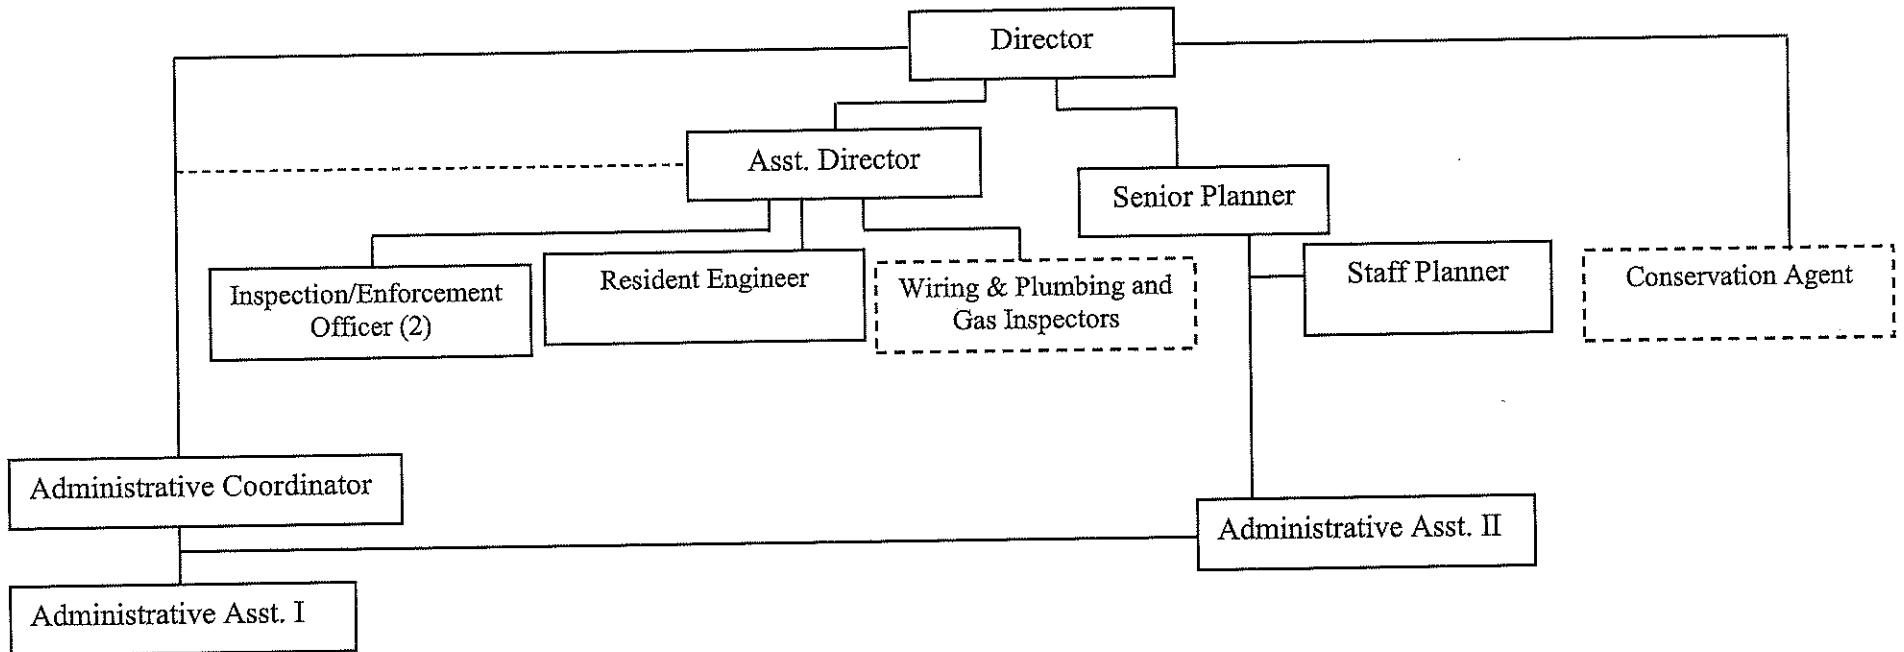 Director
Asst. Director
Senior Planner
Inspection/Enforcement
Officer (2)
Resident Engineer
Wiring & Plumbing and
Gas Inspectors
Staff Planner
Conservation Agent
Administrative Coordinator
Administrative Asst. II
Administrative Asst. I